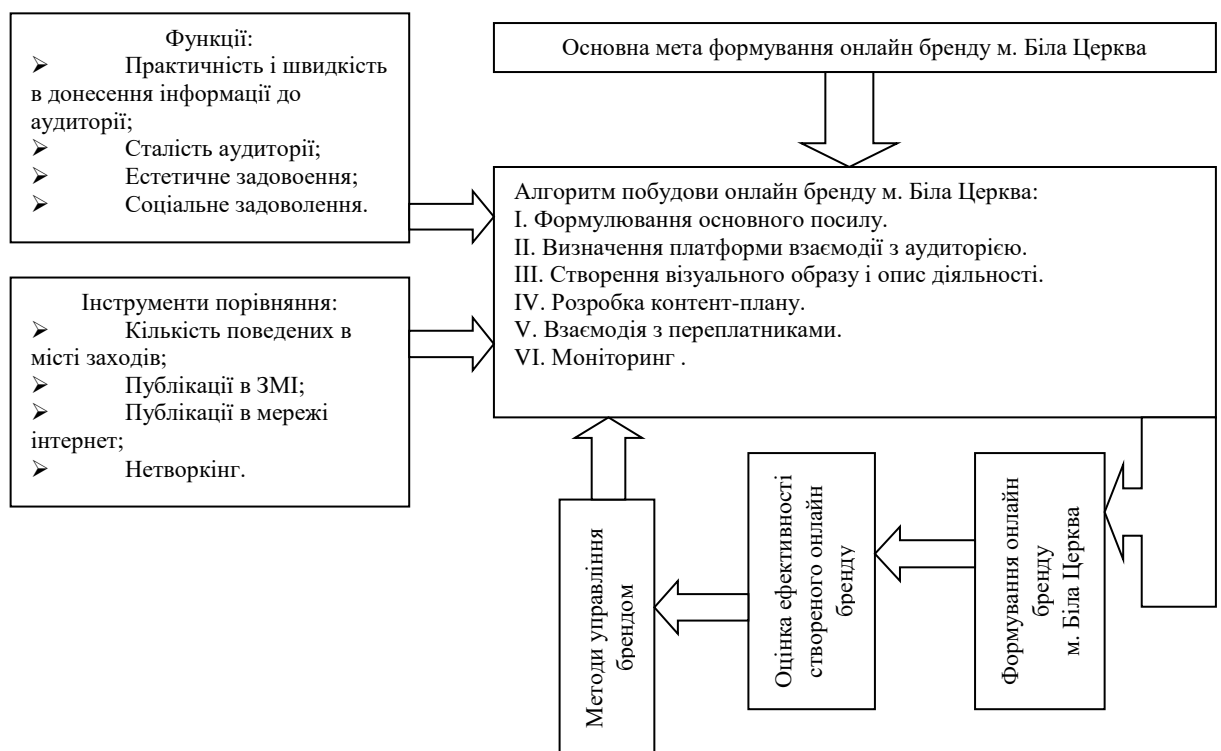 Функції:
➢ Практичність і швидкість
в донесення інформації до
аудиторії;
➢ Сталість аудиторії;
➢ Естетичне задовоення;
➢ Соціальне задоволення.
Основна мета формування онлайн бренду м. Біла Церква
Алгоритм побудови онлайн бренду м. Біла Церква:
I. Формулювання основного посилу.
II. Визначення платформи взаємодії з аудиторією.
III. Створення візуального образу і опис діяльності.
IV. Розробка контент-плану.
V. Взаємодія з переплатниками.
VI. Моніторинг .
Інструменти порівняння:
➢ Кількість поведених в
місті заходів;
➢ Публікації в ЗМІ;
➢ Публікації в мережі
інтернет;
➢ Нетворкінг.
Методи управління
брендом
Оцінка ефективності
створеного онлайн
бренду
Формування онлайн
бренду
м. Біла Церква